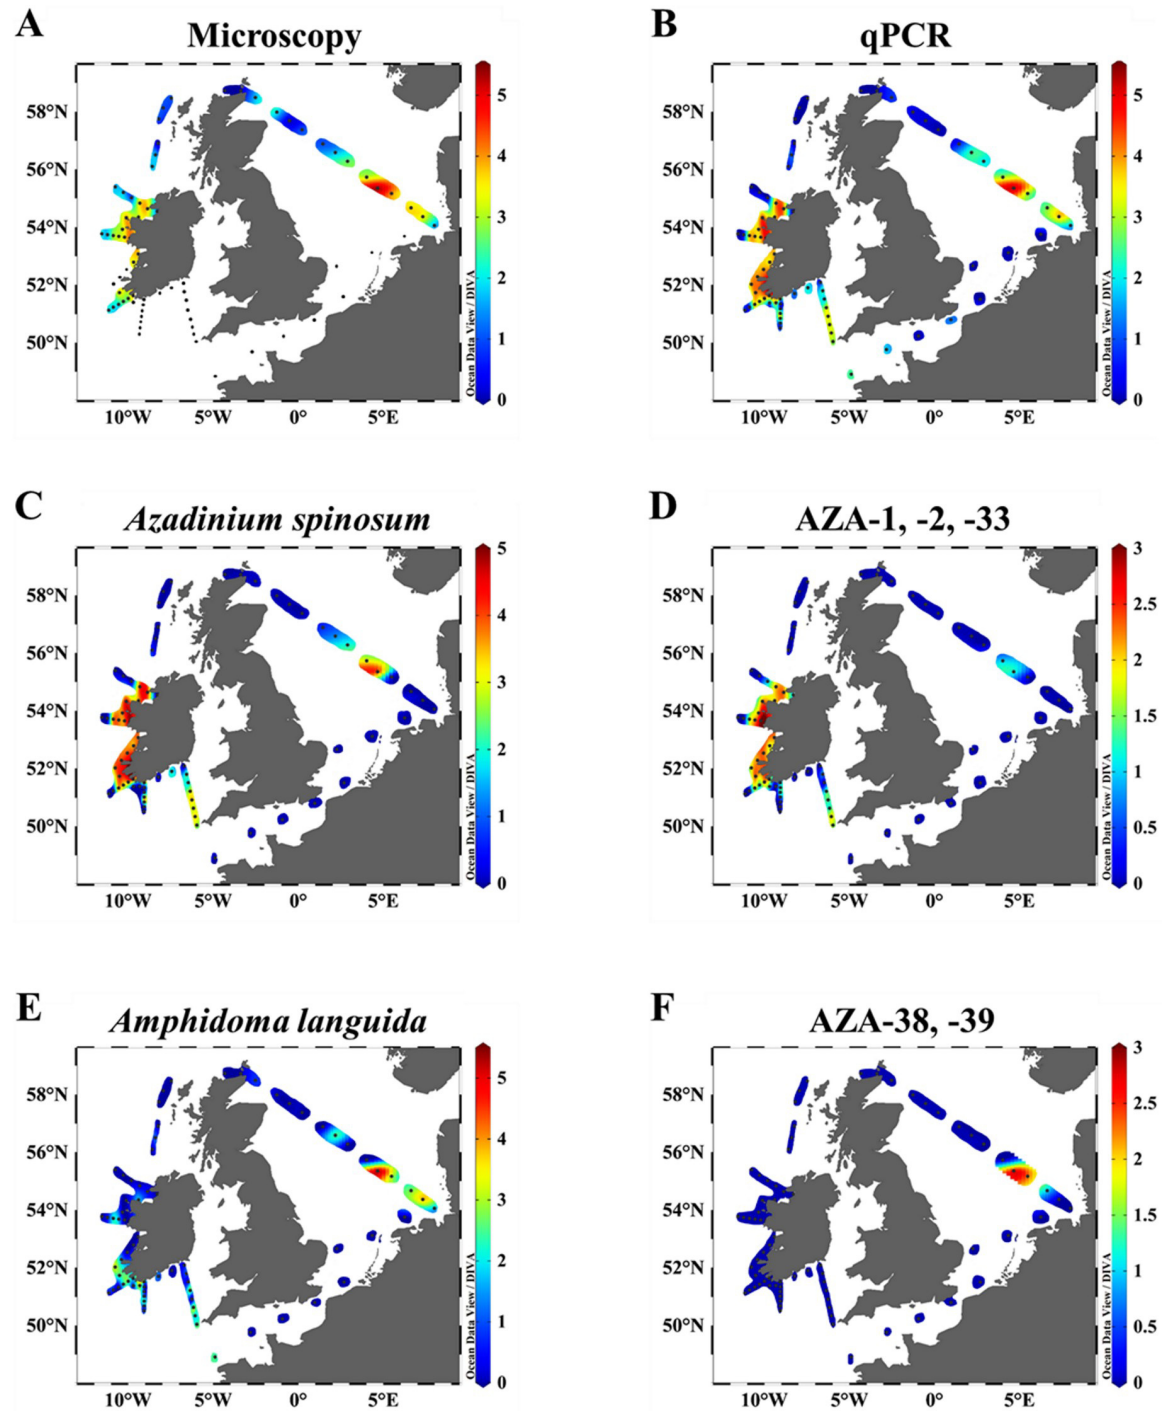 A
Microscopy
58°N
56°N
54°N
52°N
50°N
10°W 5°W 0° 5°E
5
4
3
2
1
0
Ocean Data View / DIVA
B
qPCR
58°N
56°N
54°N
52°N
50°N
10°W 5°W 0° 5°E
5
4
3
2
1
0
Ocean Data View / DIVA
C
Azadinium spinosum
58°N
56°N
54°N
52°N
50°N
10°W 5°W 0° 5°E
5
4
3
2
1
0
Ocean Data View / DIVA
D
AZA-1, -2, -33
58°N
56°N
54°N
52°N
50°N
10°W 5°W 0° 5°E
3
2.5
2
1.5
1
0.5
0
Ocean Data View / DIVA
E
Amphidoma languida
58°N
56°N
54°N
52°N
50°N
10°W 5°W 0° 5°E
5
4
3
2
1
0
Ocean Data View / DIVA
F
AZA-38, -39
58°N
56°N
54°N
52°N
50°N
10°W 5°W 0° 5°E
3
2.5
2
1.5
1
0.5
0
Ocean Data View / DIVA